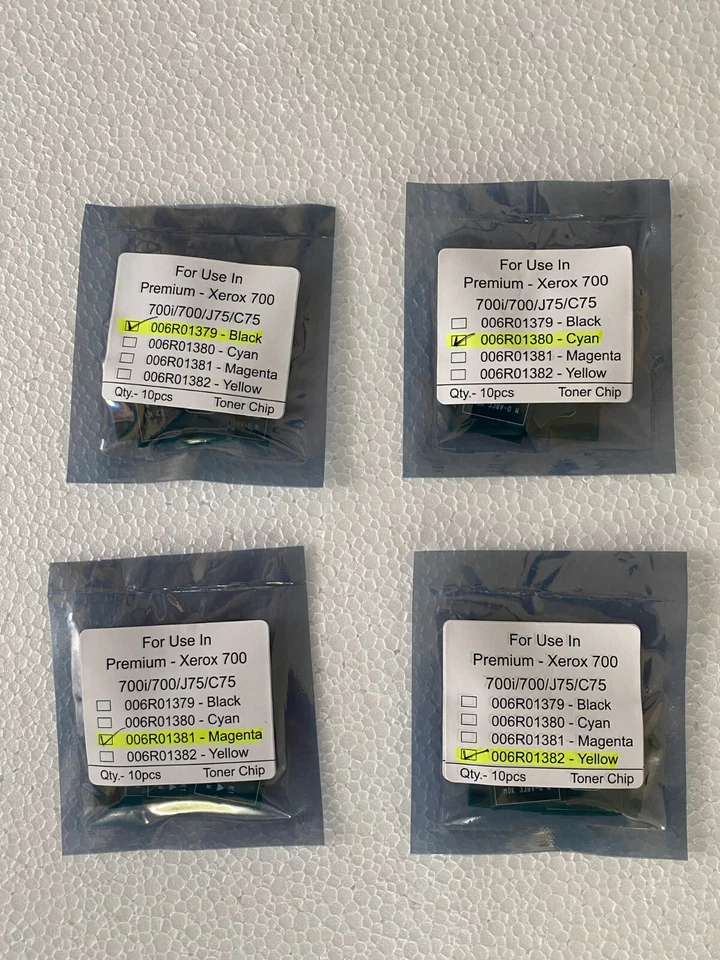 For Use In
Premium - Xerox 700
700i/700/J75/C75
006R01379 - Black
006R01380 - Cyan
006R01381 - Magenta
006R01382 - Yellow
Qty.- 10pcs Toner Chip
For Use In
Premium - Xerox 700
700i/700/J75/C75
006R01379 - Black
006R01380 - Cyan
006R01381 - Magenta
006R01382 - Yellow
Qty.- 10pcs Toner Chip
For Use In
Premium - Xerox 700
700i/700/J75/C75
006R01379 - Black
006R01380 - Cyan
006R01381 - Magenta
006R01382 - Yellow
Qty.- 10pcs Toner Chip
For Use In
Premium - Xerox 700
700i/700/J75/C75
006R01379 - Black
006R01380 - Cyan
006R01381 - Magenta
006R01382 - Yellow
Qty.- 10pcs Toner Chip